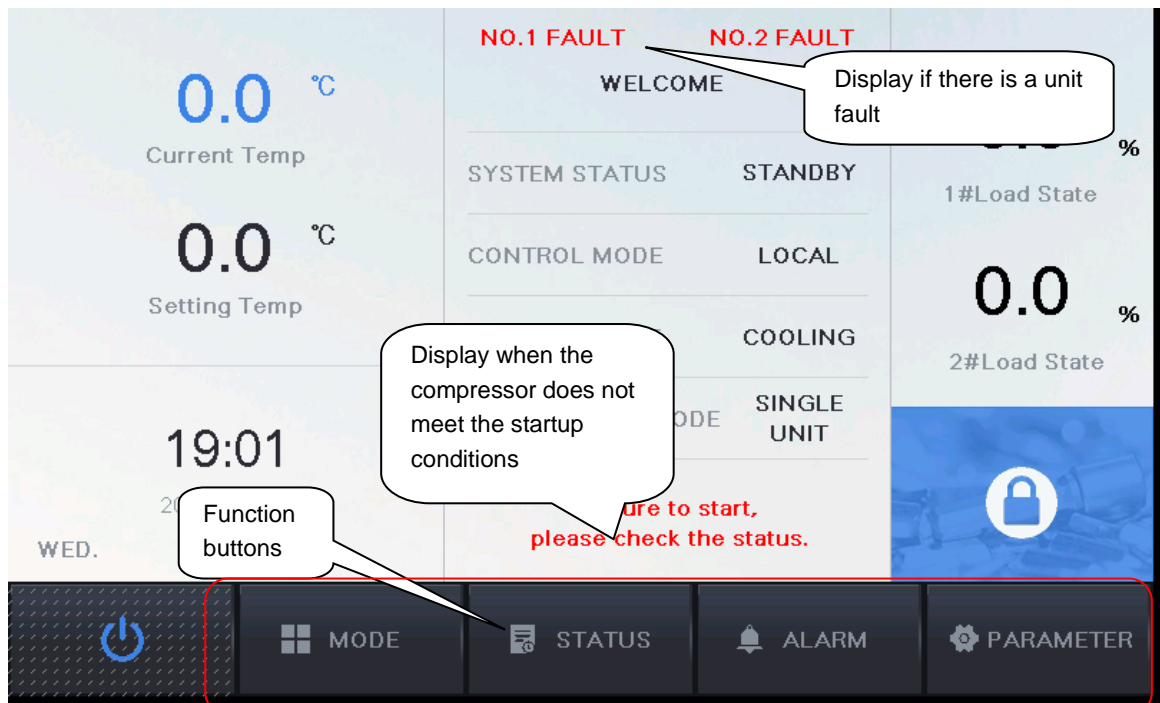 NO.1 FAULT NO.2 FAULT
WELCOME
Display if there is a unit
fault
0.0 ℃
Current Temp
SYSTEM STATUS STANDBY
%
1#Load State
0.0 ℃
Setting Temp
CONTROL MODE LOCAL
0.0 %
2#Load State
COOLING
Display when the
compressor does not
meet the startup
conditions
SINGLE
UNIT
19:01
WED.
Function
buttons
to start,
please check the status.
MODE
STATUS
ALARM
PARAMETER